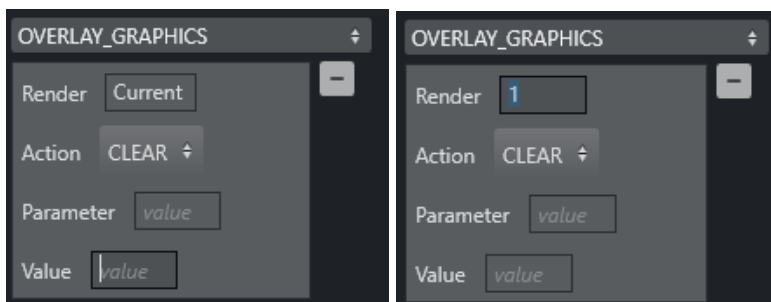 OVERLAY_GRAPHICS
Render Current
Action CLEAR
Parameter value
Value value
OVERLAY_GRAPHICS
Render 1
Action CLEAR
Parameter value
Value value